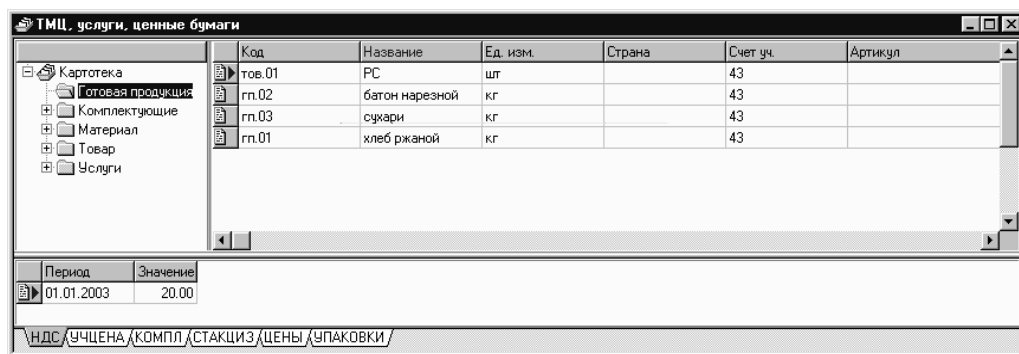 ТМЦ, услуги, ценные бумаги
Код Название Ед. изм. Страна Счет уч. Артикул
Картотека
Готовая продукция
Комплектующие
Материал
Товар
Услуги
тов.01 РС шт 43
гп.02 батон нарезной кг 43
гп.03 сухари кг 43
гп.01 хлеб ржаной кг 43
Период Значение
01.01.2003 20.00
НДС УЧЦЕНА КОМПЛ СТАКЦИЗ ЦЕНЫ УПАКОВКИ